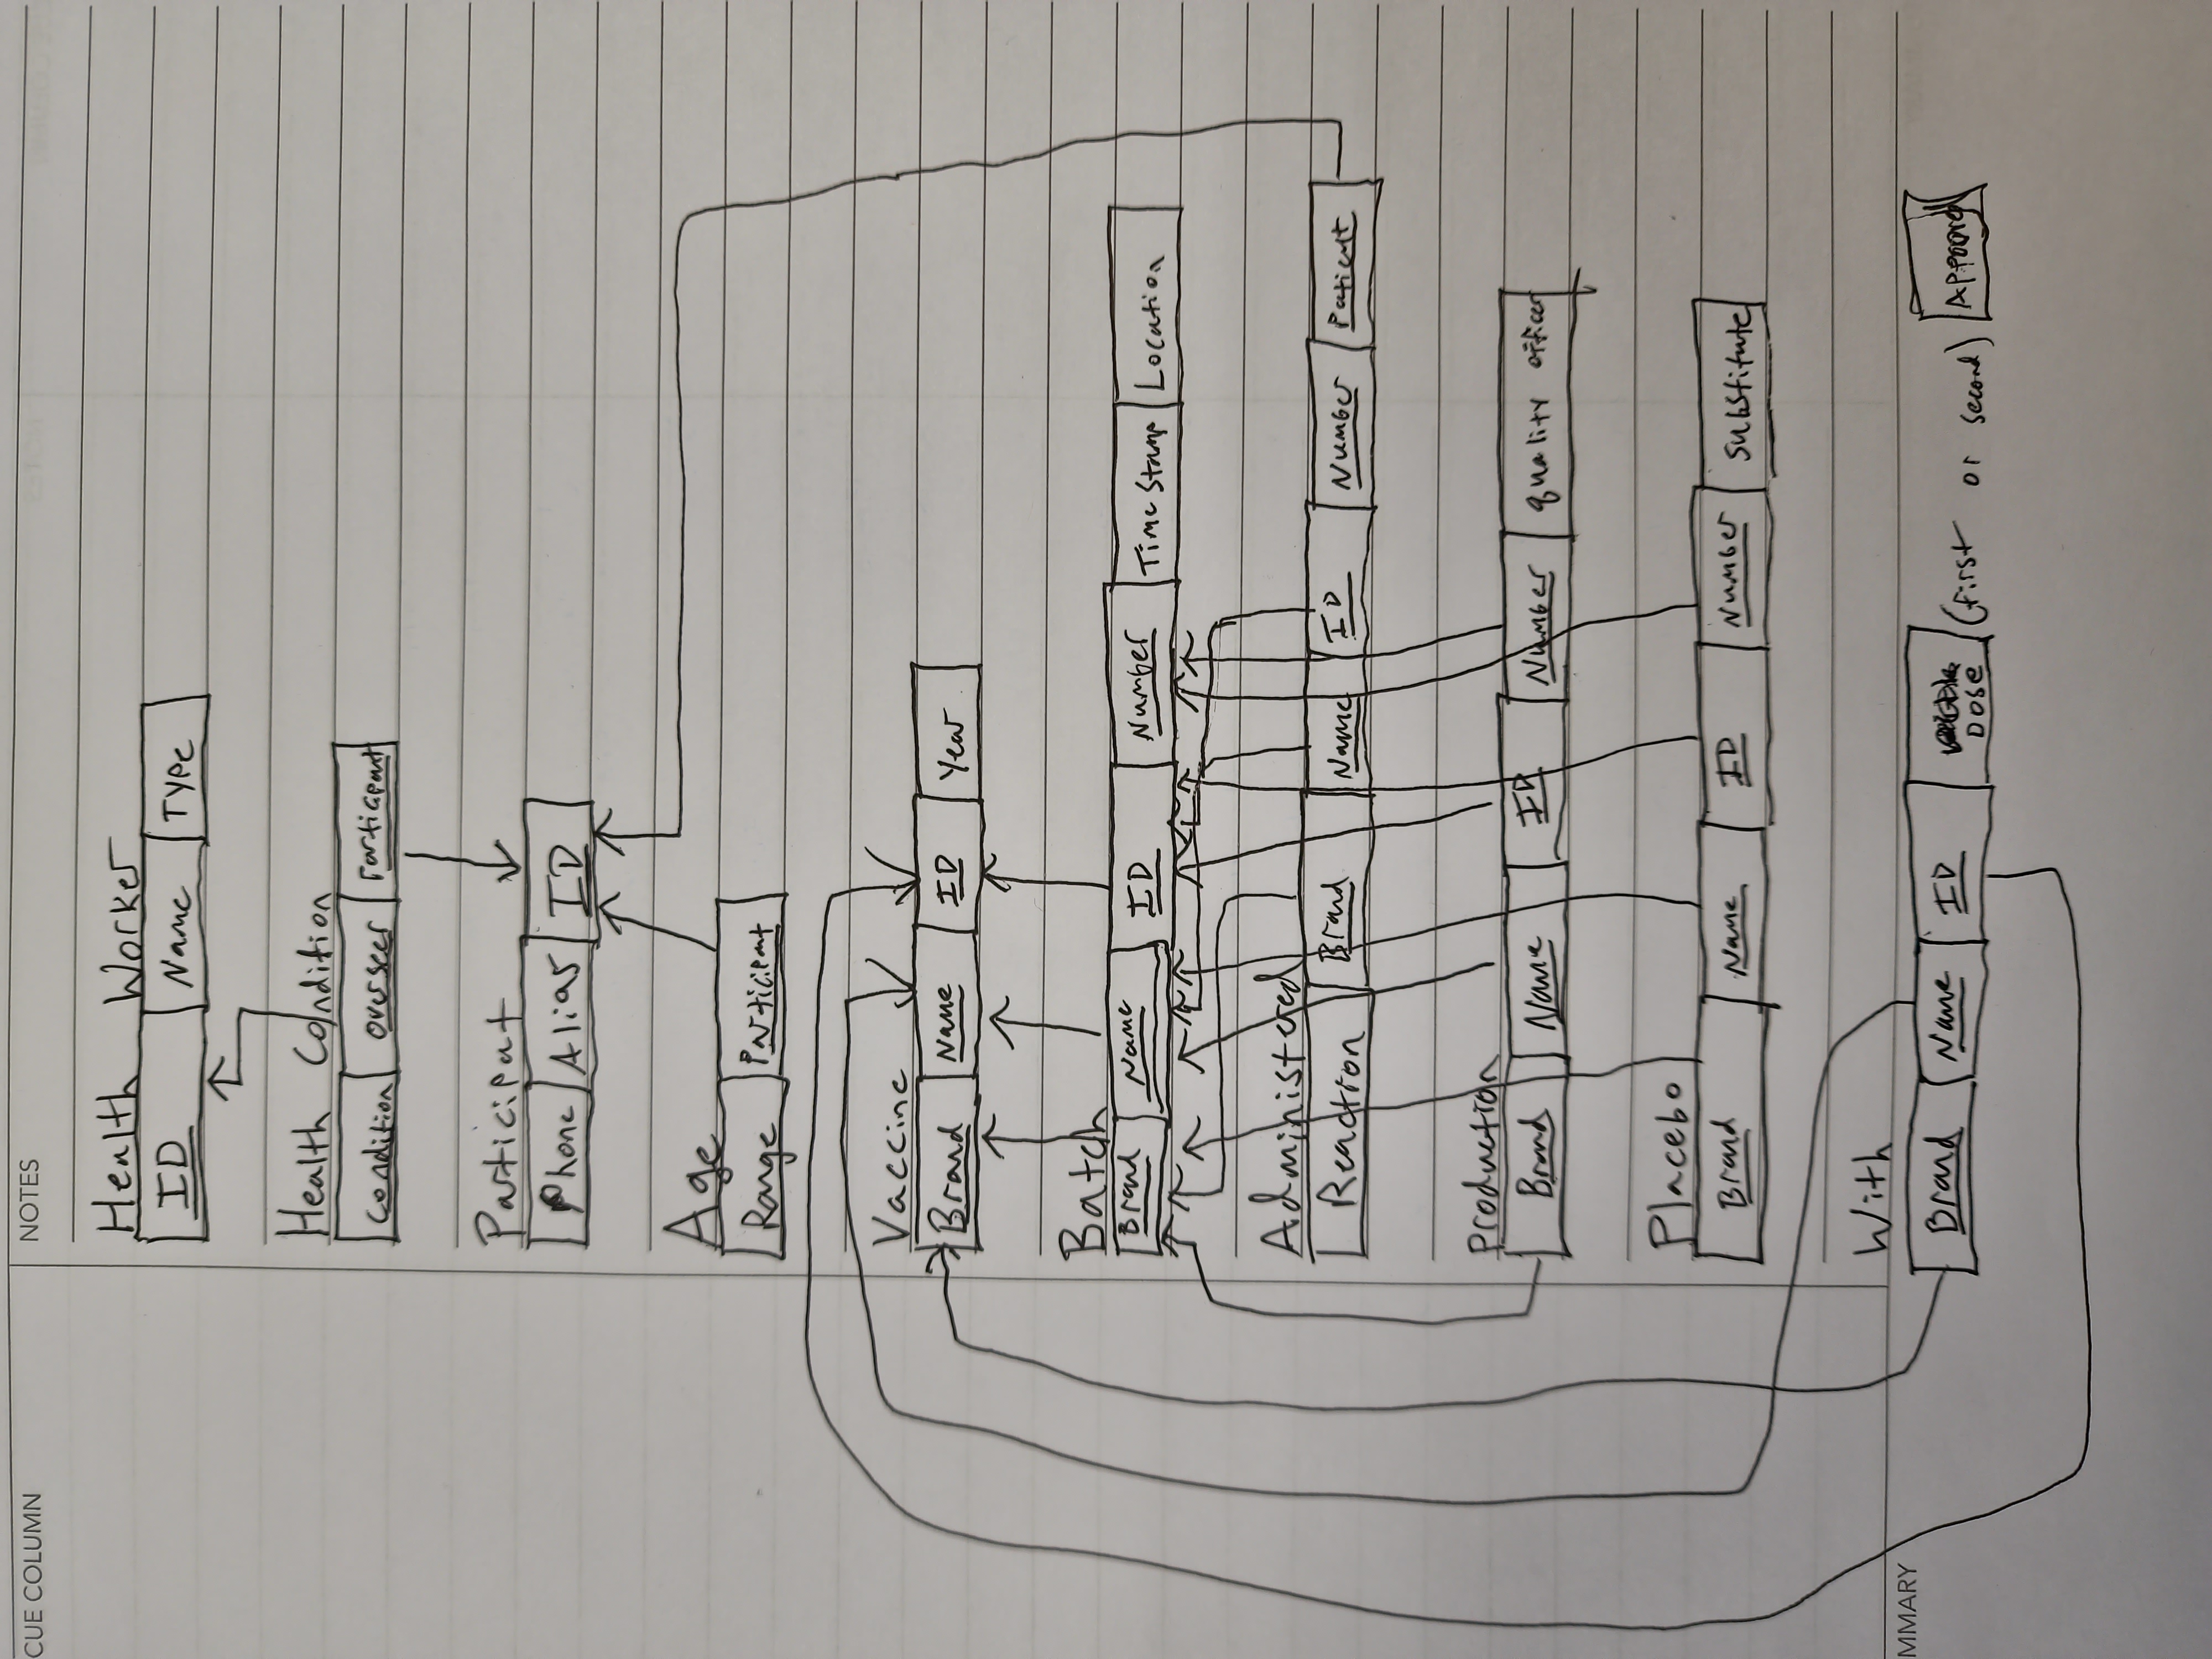 CUE COLUMN
NOTES
Health Worker
ID Name Type
Health Condition
Condition Overseer Participant
Participat
Phone Alias ID
Age
Range Participant
Vaccine
Brand Name ID Year
Batch
Brand Name ID Number Time Stamp Location
Administered
Reaction Brand Name ID Number Patient
Production
Brand Name ID Number quality officer
Placebo
Brand Name ID Number Substitute
With
MMARY
Brand Name ID DOSE (first or second)